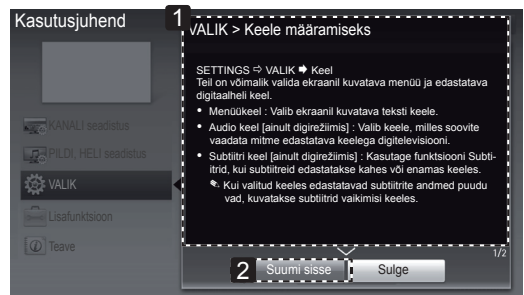 Kasutusjuhend
1
VALIK > Keele määramiseks
SETTINGS ⇨ VALIK ➡ Keel
Teil on võimalik valida ekraanil kuvatava menüü ja edastatava
digitaalheli keel.
• Menüükeel : Valib ekraanil kuvatava teksti keele.
• Audio keel [ainult digirežiimis] : Valib keele, milles soovite
vaadata mitme edastatava keelega digitelevisiooni.
• Subtiitri keel [ainult digirežiimis] : Kasutage funktsiooni Subti-
itrid, kui subtiitreid edastatakse kahes või enamas keeles.
✎ Kui valitud keeles edastatavad subtiitrite andmed puudu
vad, kuvatakse subtiitrid vaikimisi keeles.
KANALI seadistus
PILDI, HELI seadistus
VALIK
Lisafunktsioon
Teave
1/2
2
Suumi sisse
Sulge